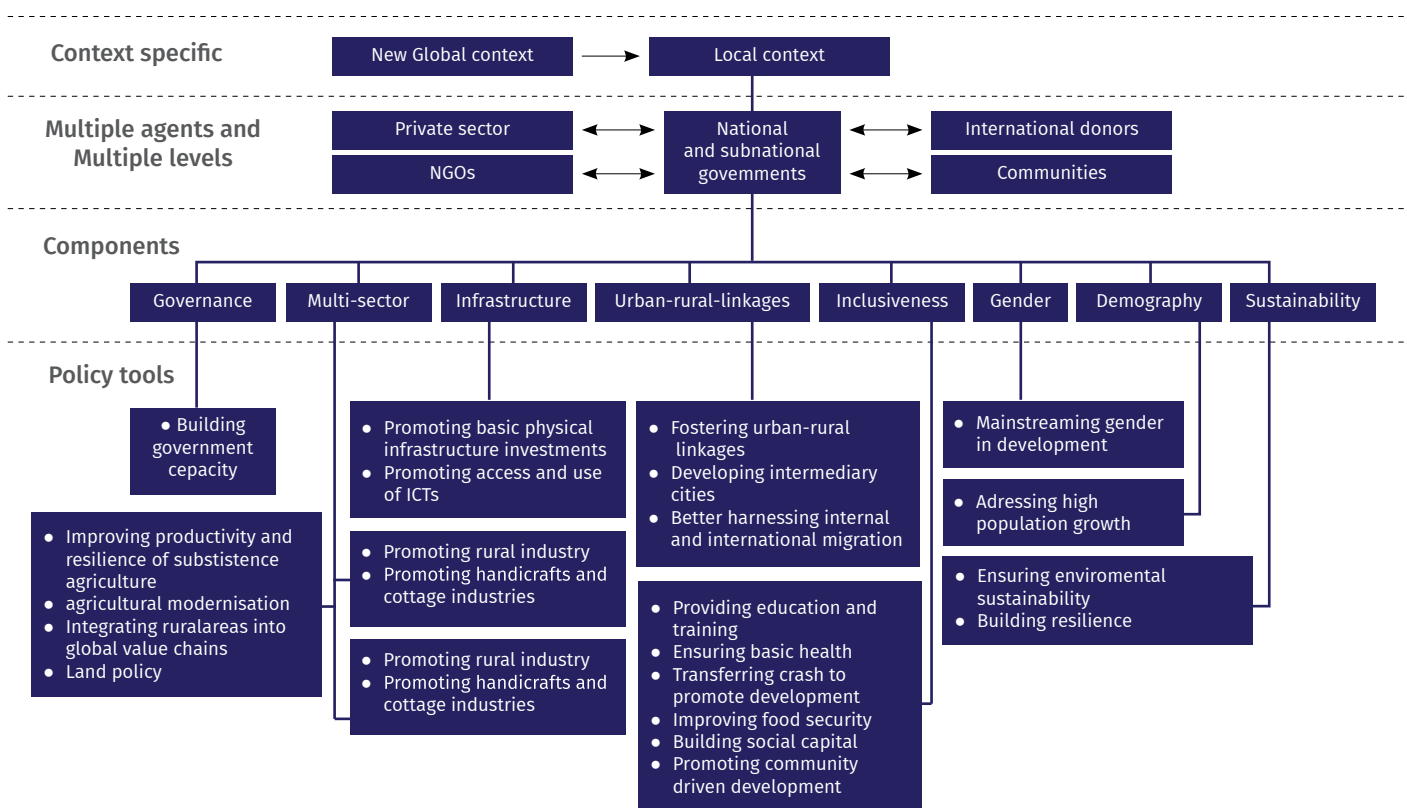 Context specific
New Global context
Local context
Multiple agents and
Multiple levels
Private sector
NGOs
National
and subnational
govemments
International donors
Communities
Components
Governance
Multi-sector
Infrastructure
Urban-rural-linkages
Inclusiveness
Gender
Demography
Sustainability
Policy tools
● Building
government
cepacity
● Improving productivity and
resilience of substistence
agriculture
● agricultural modernisation
● Integrating ruralareas into
global value chains
● Land policy
● Promoting basic physical
infrastructure investments
● Promoting access and use
of ICTs
● Promoting rural industry
● Promoting handicrafts and
cottage industries
● Promoting rural industry
● Promoting handicrafts and
cottage industries
● Fostering urban-rural
linkages
● Developing intermediary
cities
● Better harnessing internal
and international migration
● Providing education and
training
● Ensuring basic health
● Transferring crash to
promote development
● Improving food security
● Building social capital
● Promoting community
driven development
● Mainstreaming gender
in development
● Adressing high
population growth
● Ensuring enviromental
sustainability
● Building resilience